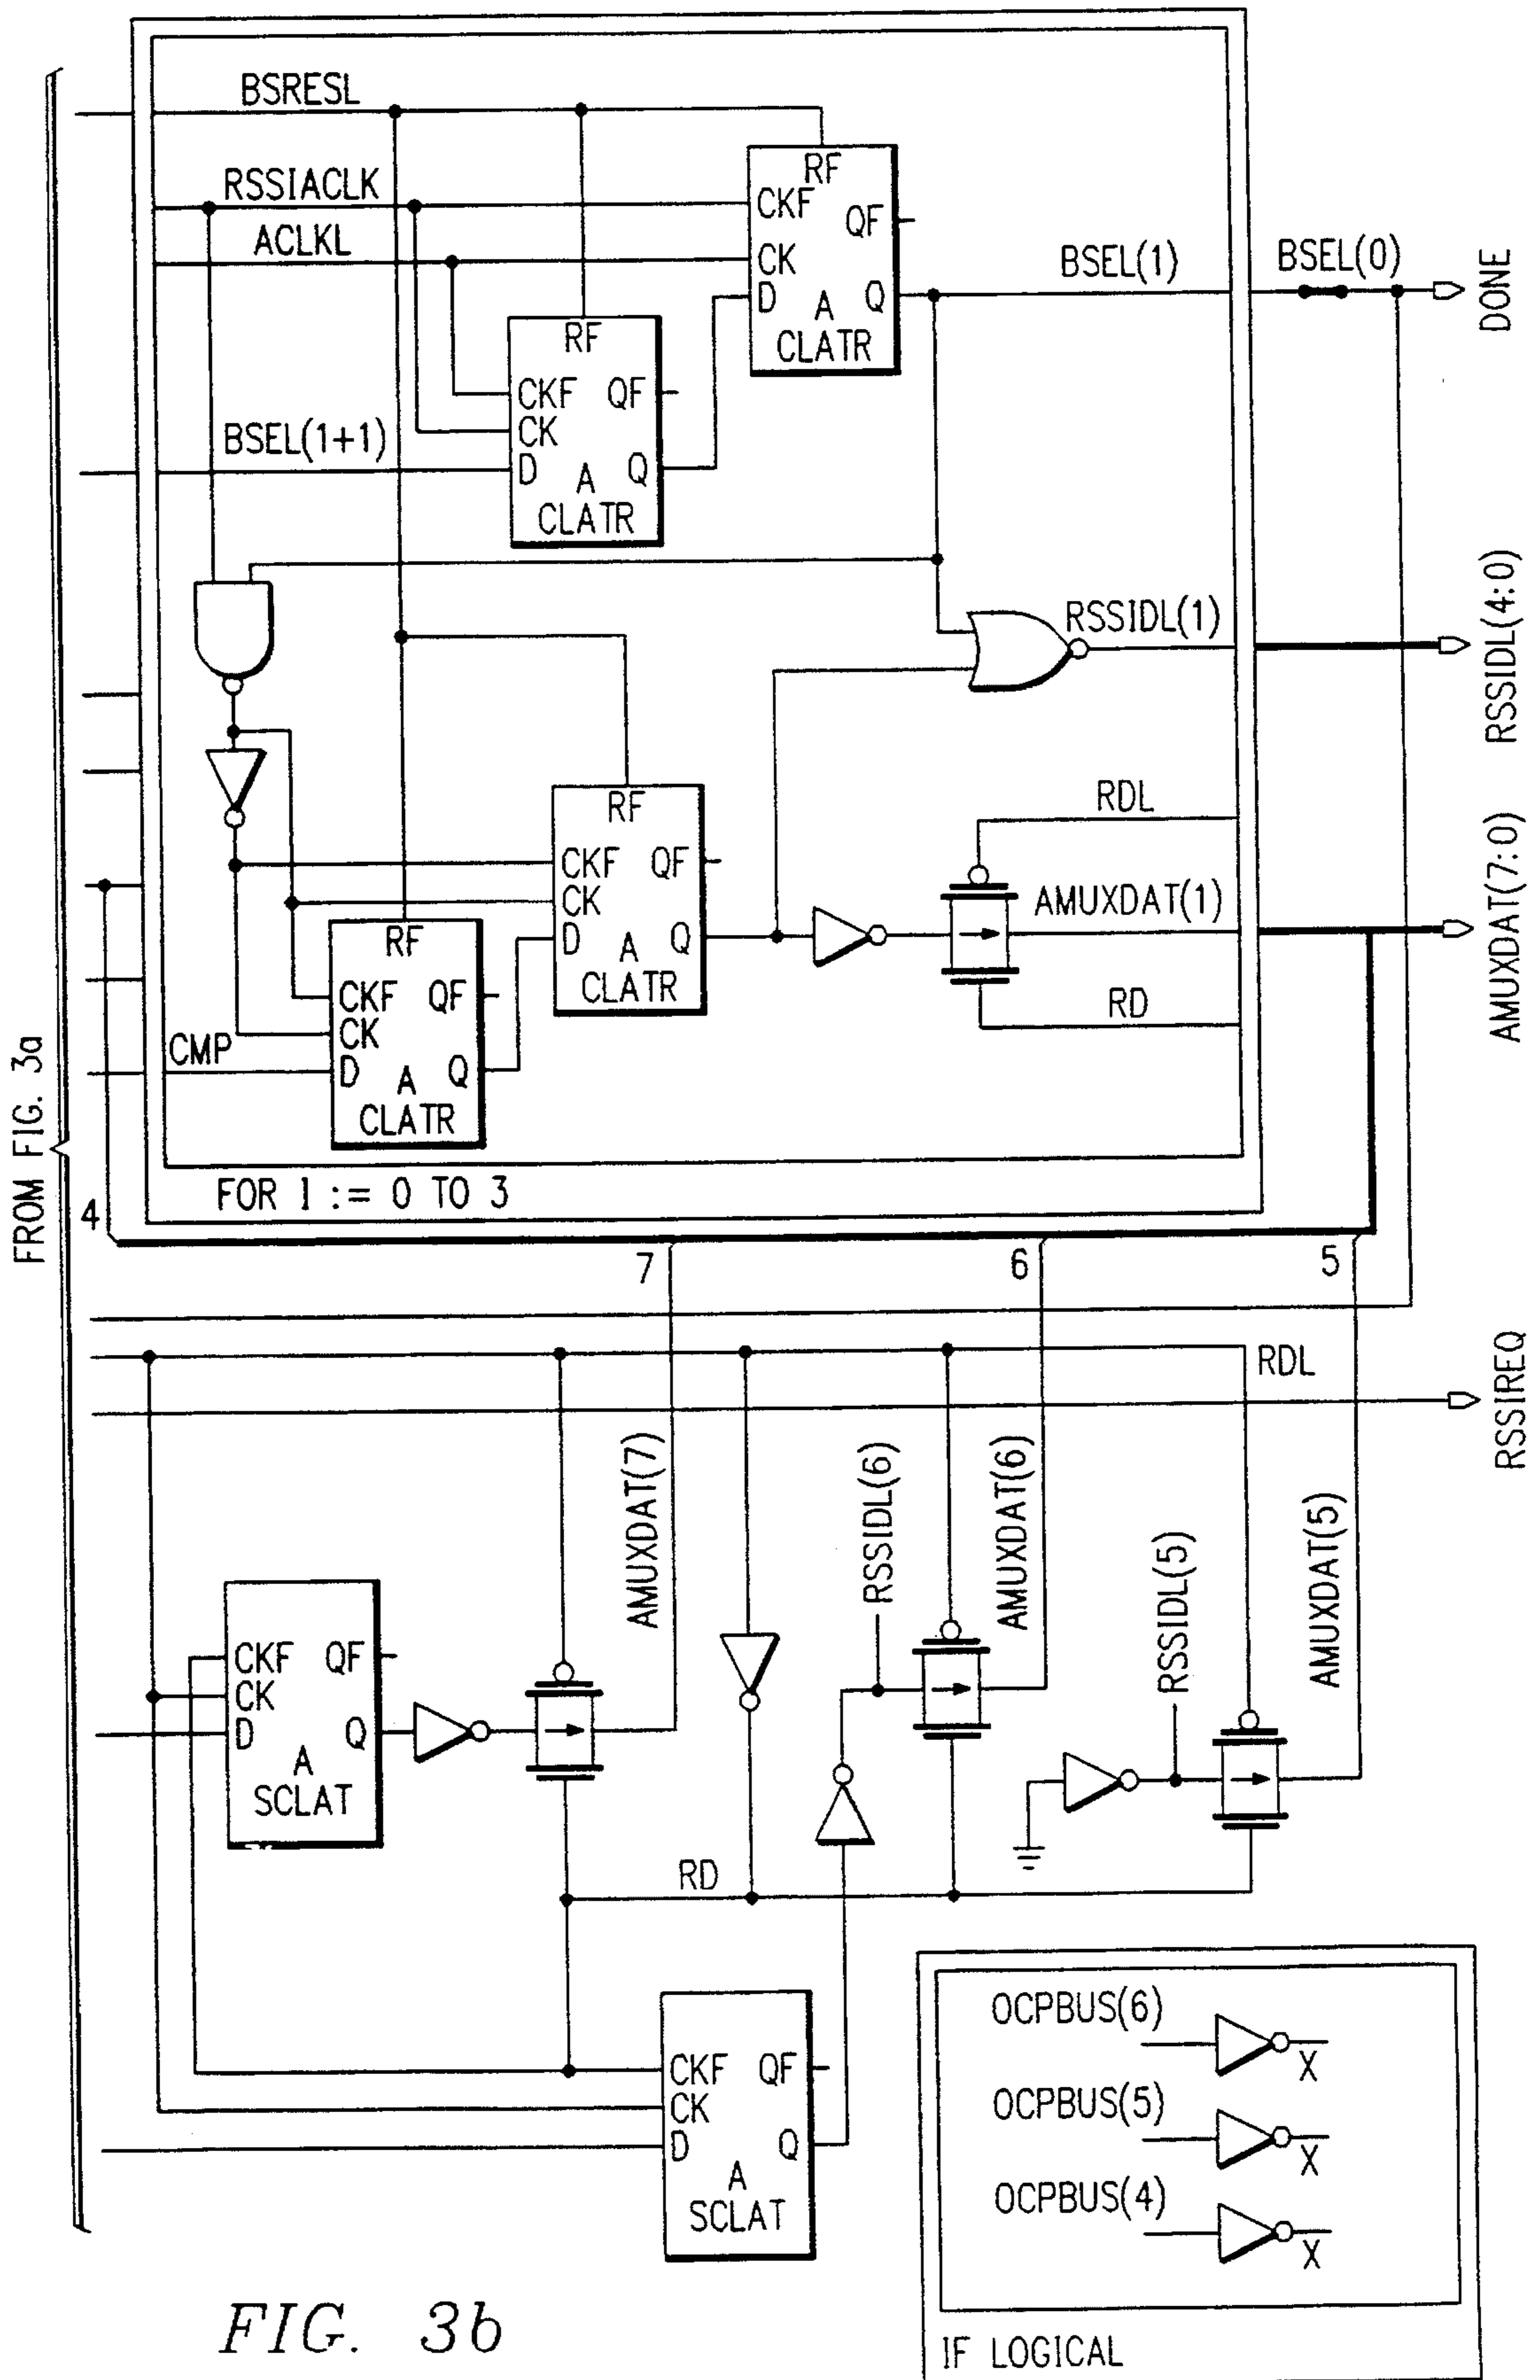 BSRESL
RSSIACLK
ACLKL
RF
CKF
QF
CK
D
A
Q
CLATR
BSEL(1)
BSEL(0)
DONE
RF
CKF
QF
CK
D
A
Q
CLATR
BSEL(1+1)
RSSIDL(1)
RSSIDL(4:0)
RDL
AMUXDAT(1)
RD
AMUXDAT(7:0)
RF
CKF
QF
CK
D
A
Q
CLATR
RF
CKF
QF
CK
D
A
Q
CLATR
CMP
FROM FIG. 3a
FOR 1 := 0 TO 3
4
7
6
5
RDL
RSSIREQ
AMUXDAT(7)
RSSIDL(6)
AMUXDAT(6)
RSSIDL(5)
AMUXDAT(5)
CKF
QF
CK
D
Q
A
SCLAT
RD
CKF
QF
CK
D
Q
A
SCLAT
OCPBUS(6)
X
OCPBUS(5)
X
OCPBUS(4)
X
IF LOGICAL
FIG. 3b